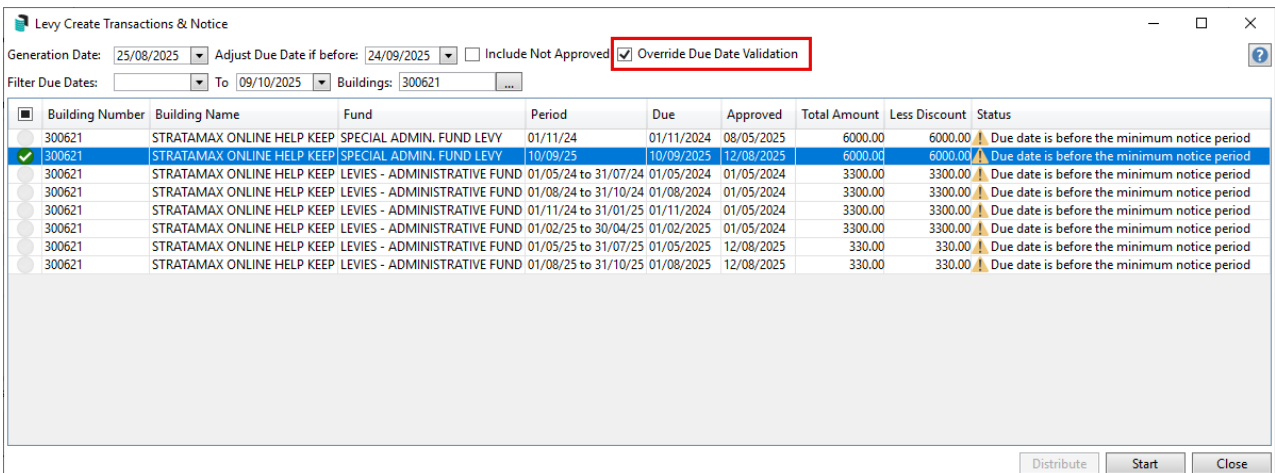 Levy Create Transactions & Notice
Generation Date: 25/08/2025 Adjust Due Date if before: 24/09/2025 Include Not Approved Override Due Date Validation
Filter Due Dates: To 09/10/2025 Buildings: 300621 ...
Building Number Building Name Fund Period Due Approved Total Amount Less Discount Status
300621 STRATAMAX ONLINE HELP KEEP SPECIAL ADMIN. FUND LEVY 01/11/24 01/11/2024 08/05/2025 6000.00 6000.00 Due date is before the minimum notice period
300621 STRATAMAX ONLINE HELP KEEP SPECIAL ADMIN. FUND LEVY 10/09/25 10/09/2025 12/08/2025 6000.00 6000.00 Due date is before the minimum notice period
300621 STRATAMAX ONLINE HELP KEEP LEVIES - ADMINISTRATIVE FUND 01/05/24 to 31/07/24 01/05/2024 01/05/2024 3300.00 3300.00 Due date is before the minimum notice period
300621 STRATAMAX ONLINE HELP KEEP LEVIES - ADMINISTRATIVE FUND 01/08/24 to 31/10/24 01/08/2024 01/05/2024 3300.00 3300.00 Due date is before the minimum notice period
300621 STRATAMAX ONLINE HELP KEEP LEVIES - ADMINISTRATIVE FUND 01/11/24 to 31/01/25 01/11/2024 01/05/2024 3300.00 3300.00 Due date is before the minimum notice period
300621 STRATAMAX ONLINE HELP KEEP LEVIES - ADMINISTRATIVE FUND 01/02/25 to 30/04/25 01/02/2025 01/05/2024 3300.00 3300.00 Due date is before the minimum notice period
300621 STRATAMAX ONLINE HELP KEEP LEVIES - ADMINISTRATIVE FUND 01/05/25 to 31/07/25 01/05/2025 12/08/2025 330.00 330.00 Due date is before the minimum notice period
300621 STRATAMAX ONLINE HELP KEEP LEVIES - ADMINISTRATIVE FUND 01/08/25 to 31/10/25 01/08/2025 12/08/2025 330.00 330.00 Due date is before the minimum notice period
Distribute Start Close